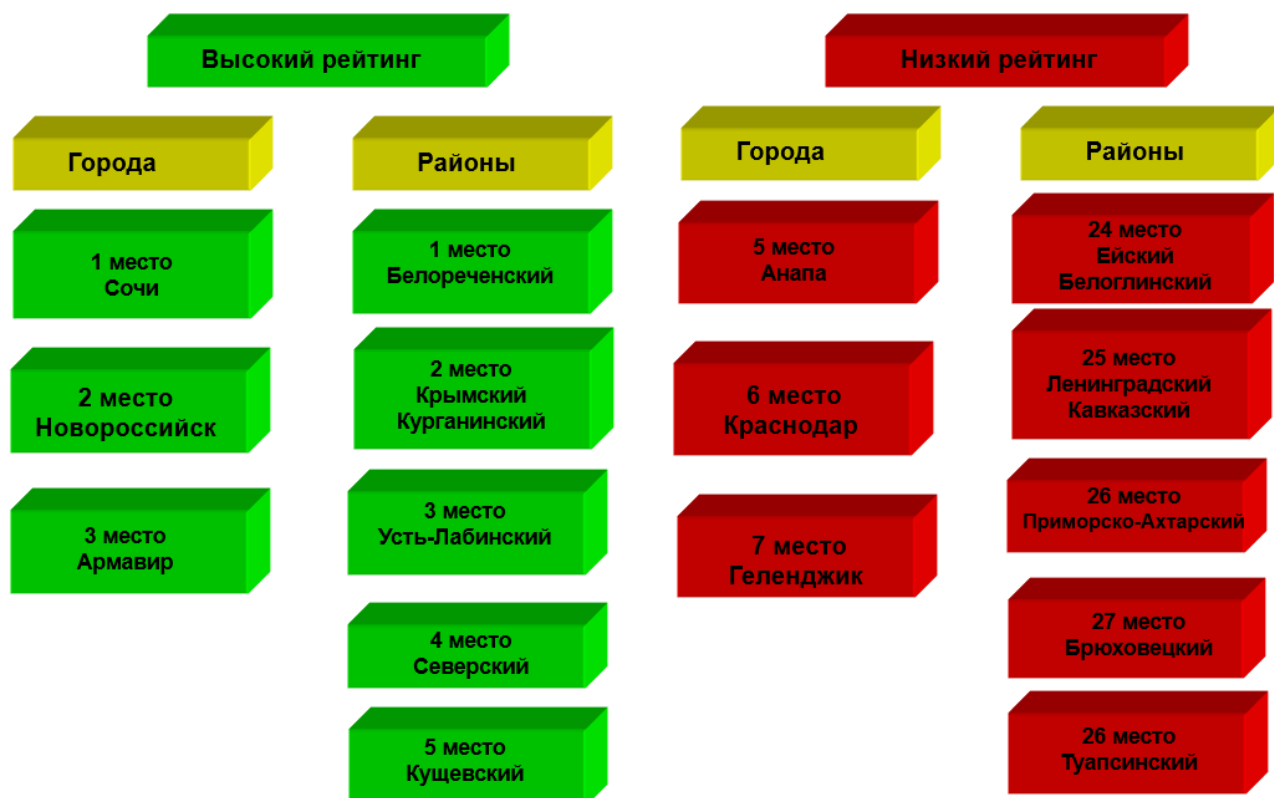 Высокий рейтинг
Города
1 место
Сочи
2 место
Новороссийск
3 место
Армавир
Районы
1 место
Белореченский
2 место
Крымский
Курганинский
3 место
Усть-Лабинский
4 место
Северский
5 место
Кущевский
Низкий рейтинг
Города
5 место
Анапа
6 место
Краснодар
7 место
Геленджик
Районы
24 место
Ейский
Белоглинский
25 место
Ленинградский
Кавказский
26 место
Приморско-Ахтарский
27 место
Брюховецкий
26 место
Туапсинский